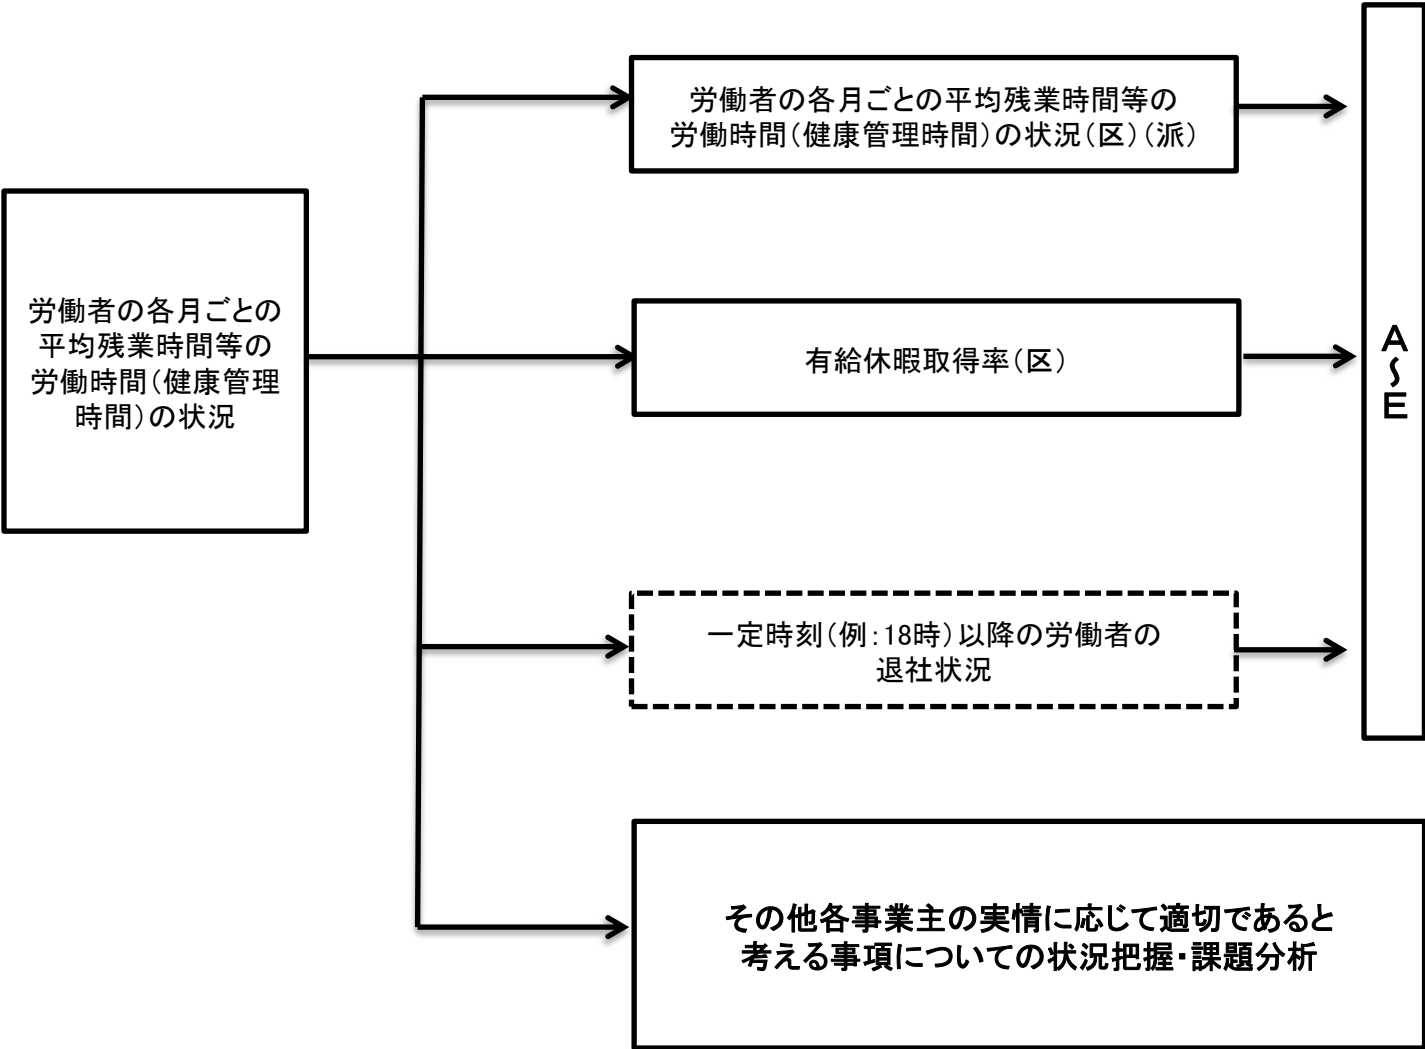 労働者の各月ごとの
平均残業時間等の
労働時間（健康管理
時間）の状況
労働者の各月ごとの平均残業時間等の
労働時間（健康管理時間）の状況（区）（派）
有給休暇取得率（区）
一定時刻（例：18時）以降の労働者の
退社状況
その他各事業主の実情に応じて適切であると
考える事項についての状況把握・課題分析
A～E